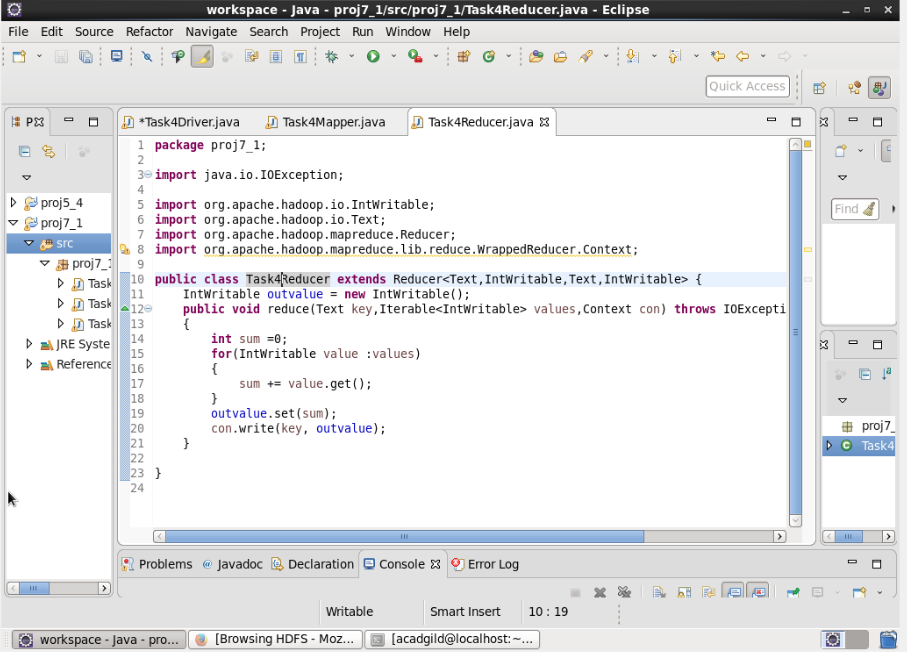 workspace - Java - proj7_1/src/proj7_1/Task4Reducer.java - Eclipse
File Edit Source Refactor Navigate Search Project Run Window Help
Quick Access
P
*Task4Driver.java Task4Mapper.java Task4Reducer.java
proj5_4
proj7_1
src
proj7_1
Task
Task
Task
JRE Syste
Reference
1 package proj7_1;
2
3 import java.io.IOException;
4
5 import org.apache.hadoop.io.IntWritable;
6 import org.apache.hadoop.io.Text;
7 import org.apache.hadoop.mapreduce.Reducer;
8 import org.apache.hadoop.mapreduce.lib.reduce.WrappedReducer.Context;
9
10 public class Task4Reducer extends Reducer<Text,IntWritable,Text,IntWritable> {
11 IntWritable outvalue = new IntWritable();
12 public void reduce(Text key,Iterable<IntWritable> values,Context con) throws IOExcepti
13 {
14 int sum =0;
15 for(IntWritable value :values)
16 {
17 sum += value.get();
18 }
19 outvalue.set(sum);
20 con.write(key, outvalue);
21 }
22
23 }
24
Find
proj7_
Task4
Problems @ Javadoc Declaration Console Error Log
Writable Smart Insert 10 : 19
workspace - Java - pro... [Browsing HDFS - Moz... [acadgild@localhost:~...